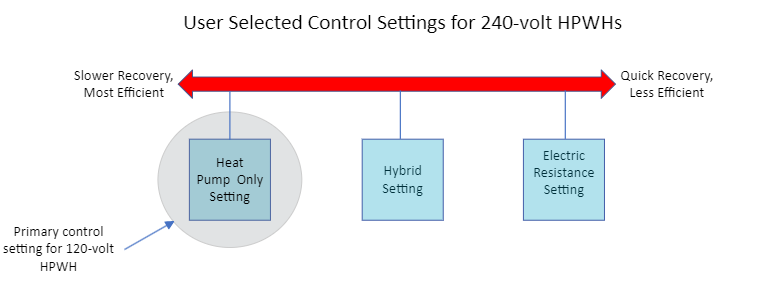 User Selected Control Settings for 240-volt HPWHs
Slower Recovery,
Most Efficient
Quick Recovery,
Less Efficient
Heat
Pump Only
Setting
Hybrid
Setting
Electric
Resistance
Setting
Primary control
setting for 120-volt
HPWH